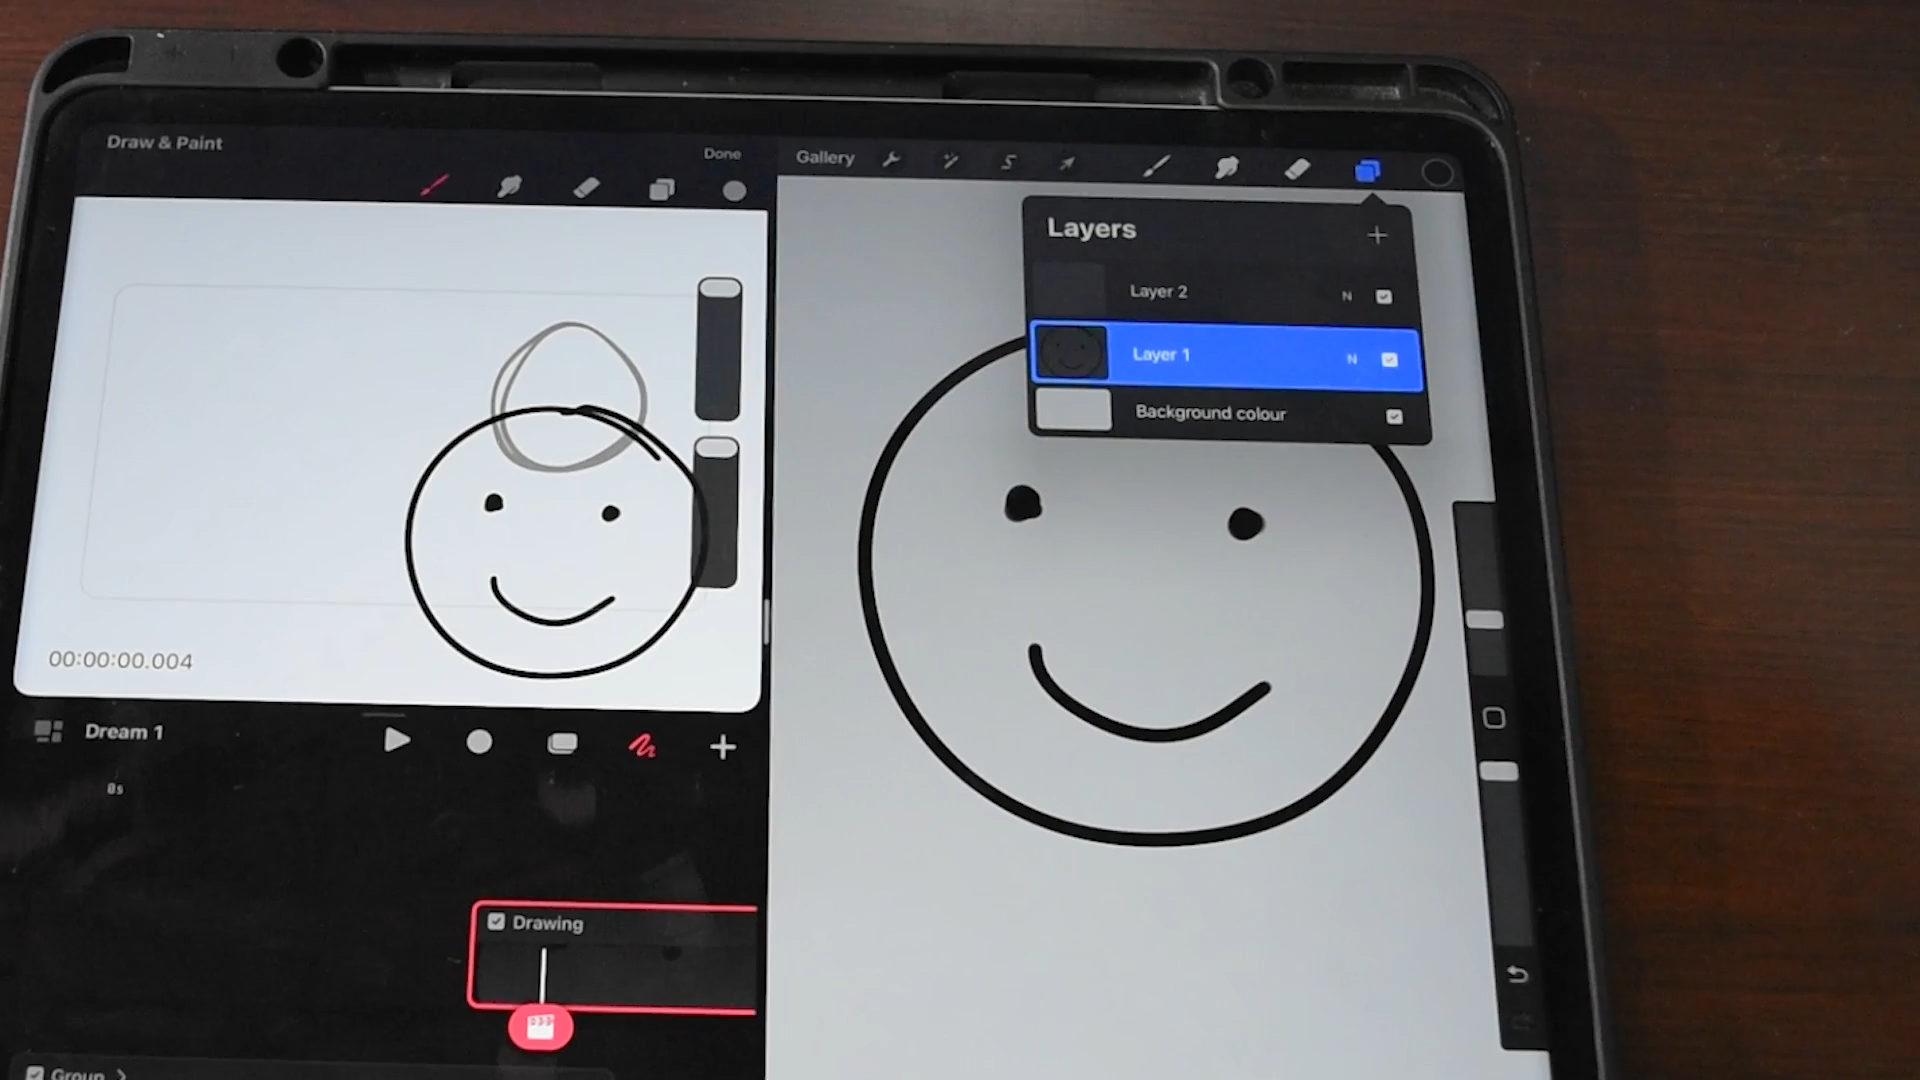 Draw & Paint
Done
Gallery
Layers
Layer 2 N
Layer 1 N
Background colour
00:00:00.004
Dream 1
0s
Drawing
Group